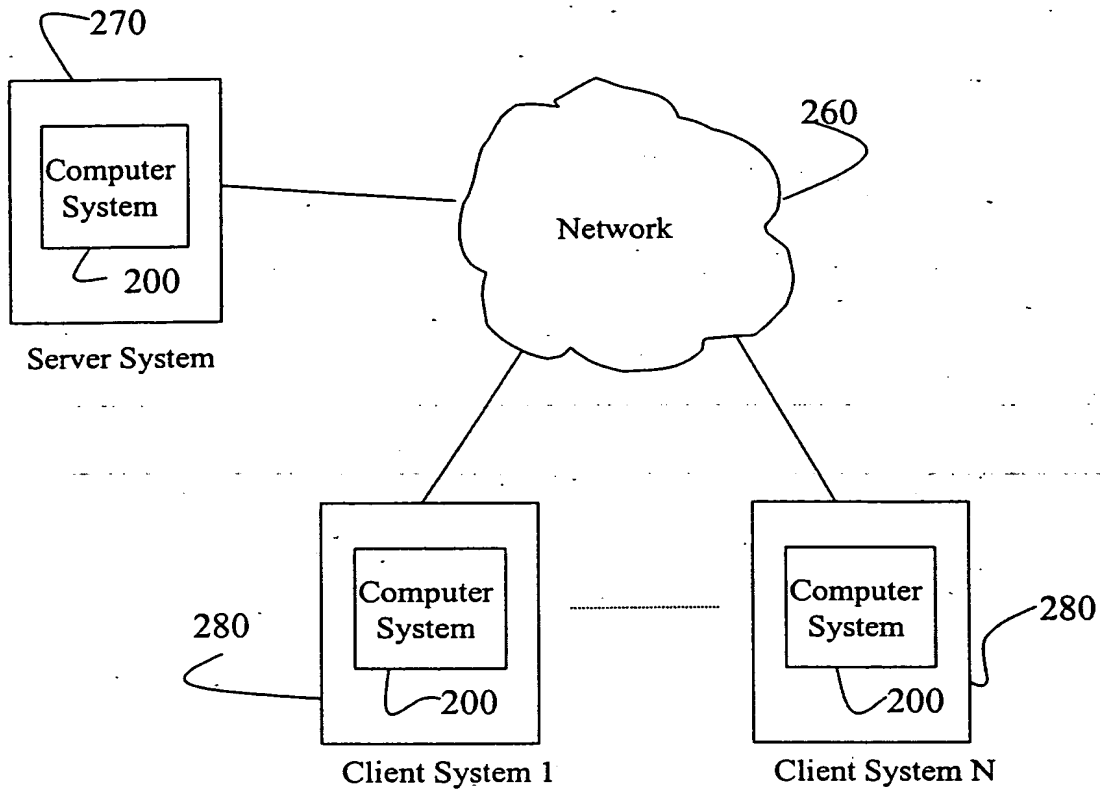 270
260
Computer
System
Network
200
Server System
Computer
System
Computer
System
280
280
200
200
Client System 1
Client System N